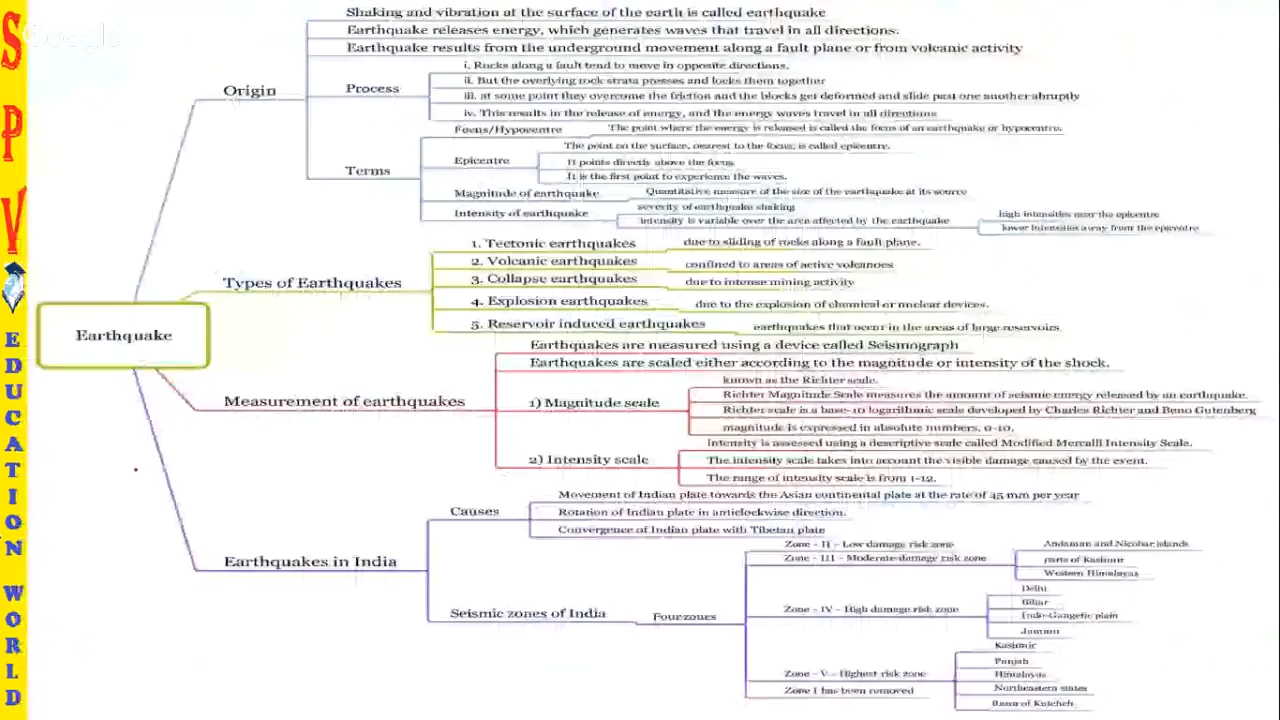 Google
S P V EDUCATION WORLD
Earthquake
Origin
Shaking and vibration at the surface of the earth is called earthquake
Earthquake releases energy, which generates waves that travel in all directions.
Earthquake results from the underground movement along a fault plane or from volcanic activity
Process
i. Rocks along a fault tend to move in opposite directions.
ii. But the overlying rock strata presses and locks them together
iii. at some point they overcome the friction and the blocks get deformed and slide past one another abruptly
iv. This results in the release of energy, and the energy waves travel in all directions
Terms
Focus/Hypocentre
The point where the energy is released is called the focus of an earthquake or hypocentre.
Epicentre
The point on the surface, nearest to the focus, is called epicentre.
It points directly above the focus.
It is the first point to experience the waves.
Magnitude of earthquake
Quantitative measure of the size of the earthquake at its source
Intensity of earthquake
severity of earthquake shaking
intensity is variable over the area affected by the earthquake
high intensities near the epicentre
lower intensities away from the epicentre
Types of Earthquakes
1. Tectonic earthquakes
due to sliding of rocks along a fault plane.
2. Volcanic earthquakes
confined to areas of active volcanoes
3. Collapse earthquakes
due to intense mining activity
4. Explosion earthquakes
due to the explosion of chemical or nuclear devices.
5. Reservoir induced earthquakes
earthquakes that occur in the areas of large reservoirs
Measurement of earthquakes
Earthquakes are measured using a device called Seismograph
Earthquakes are scaled either according to the magnitude or intensity of the shock.
1) Magnitude scale
known as the Richter scale.
Richter Magnitude Scale measures the amount of seismic energy released by an earthquake.
Richter scale is a base-10 logarithmic scale developed by Charles Richter and Beno Gutenberg
magnitude is expressed in absolute numbers, 0-10.
2) Intensity scale
Intensity is assessed using a descriptive scale called Modified Mercalli Intensity Scale.
The intensity scale takes into account the visible damage caused by the event.
The range of intensity scale is from 1-12.
Earthquakes in India
Causes
Movement of Indian plate towards the Asian continental plate at the rate of 45 mm per year
Rotation of Indian plate in anticlockwise direction.
Convergence of Indian plate with Tibetan plate
Seismic zones of India
Four zones
Zone - II - Low damage risk zone
Zone - III - Moderate damage risk zone
Andaman and Nicobar islands
parts of Kashmir
Western Himalayas
Zone - IV - High damage risk zone
Delhi
Bihar
Indo-Gangetic plain
Jammu
Zone - V - Highest risk zone
Kashmir
Punjab
Himalayas
Northeastern states
Rann of Kutchch
Zone I has been removed